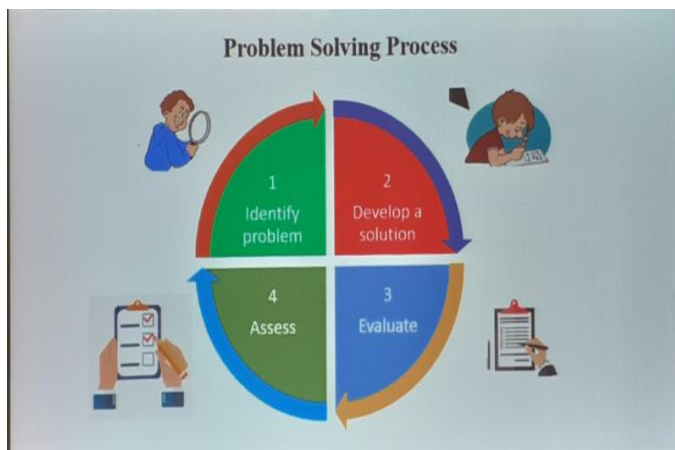 Problem Solving Process
1
Identify
problem
2
Develop a
solution
4
Assess
3
Evaluate